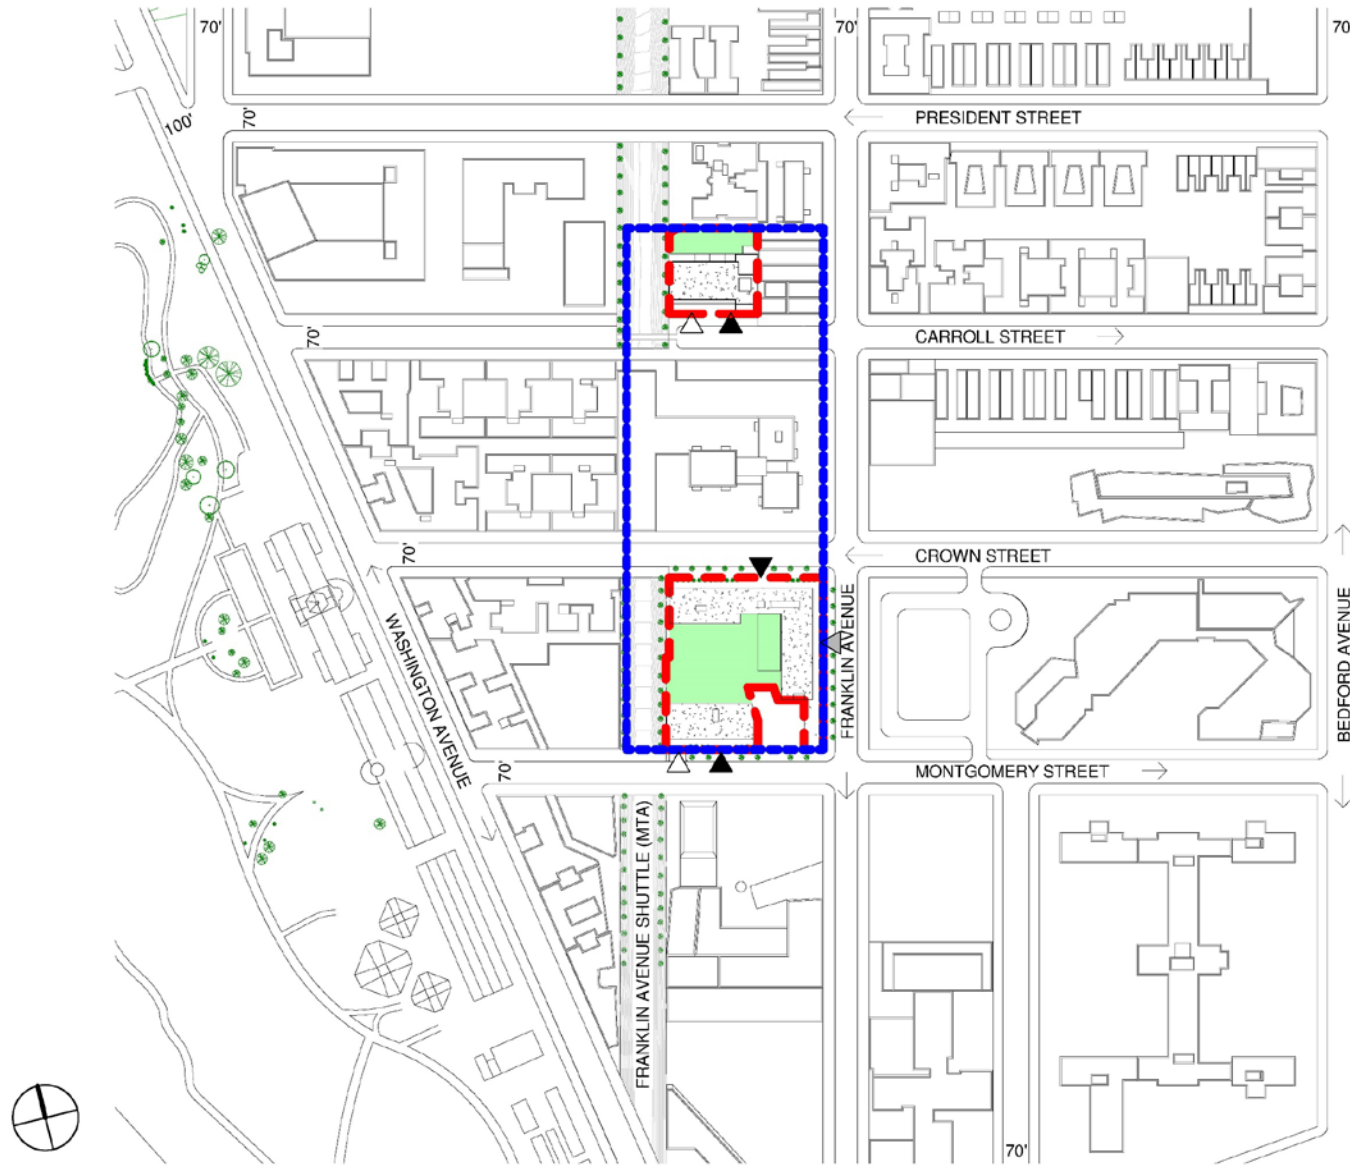 70'
70'
70
100'
70'
PRESIDENT STREET
70'
CARROLL STREET
70'
CROWN STREET
WASHINGTON AVENUE
FRANKLIN AVENUE
BEDFORD AVENUE
70'
MONTGOMERY STREET
FRANKLIN AVENUE SHUTTLE (MTA)
70'